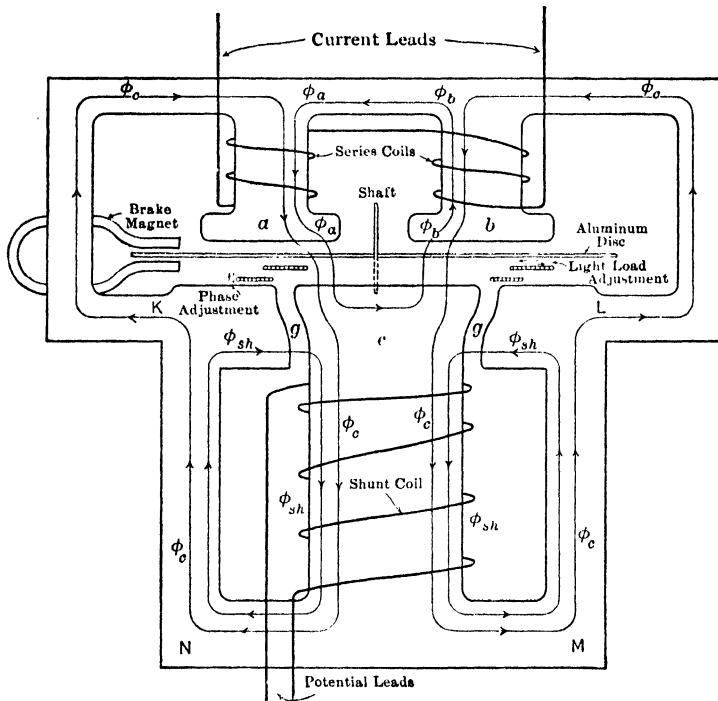 Current Leads
ϕc
ϕa
ϕb
ϕc
Series Coils
Shaft
Brake
Magnet
a
ϕa
ϕb
b
Aluminum
Disc
Light Load
Adjustment
Phase
Adjustment
K
L
g
g
c
ϕsh
ϕsh
ϕc
ϕc
Shunt Coil
ϕsh
ϕsh
ϕc
ϕc
N
M
Potential Leads